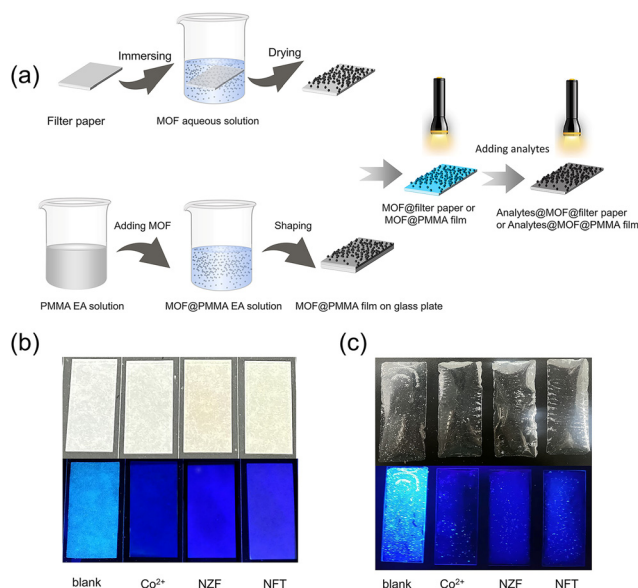 (a)
Immersing
Drying
Filter paper
MOF aqueous solution
Adding analytes
MOF@filter paper or
MOF@PMMA film
Analytes@MOF@filter paper
or Analytes@MOF@PMMA film
Adding MOF
Shaping
PMMA EA solution
MOF@PMMA EA solution
MOF@PMMA film on glass plate
(b)
(c)
blank
Co²⁺
NZF
NFT
blank
Co²⁺
NZF
NFT